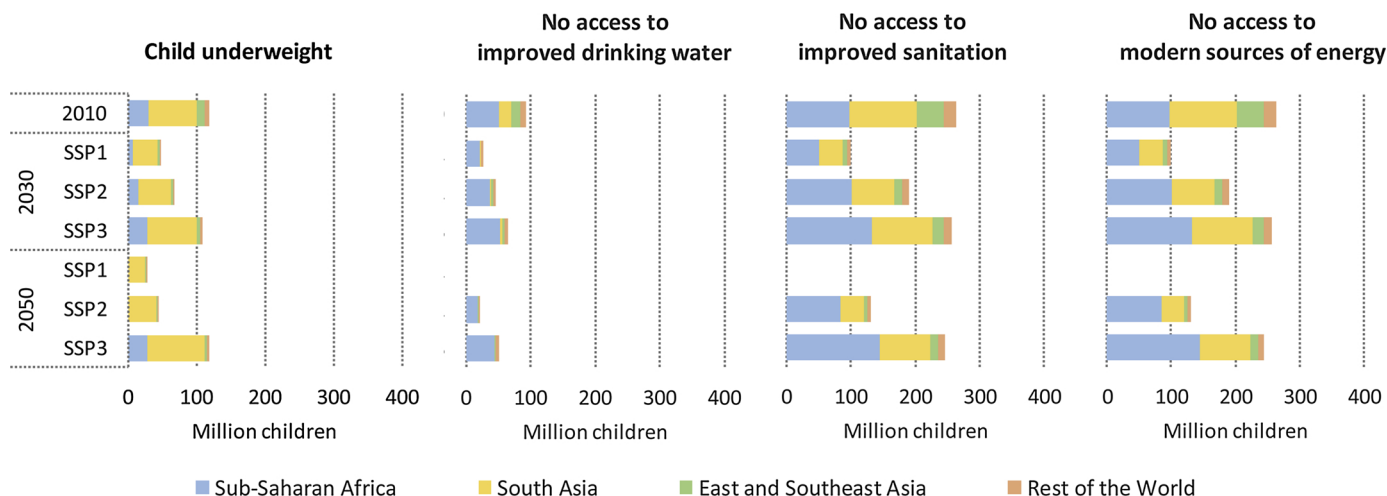 Child underweight
No access to
improved drinking water
No access to
improved sanitation
No access to
modern sources of energy
2010
2030
SSP1
SSP2
SSP3
2050
SSP1
SSP2
SSP3
0 100 200 300 400
Million children
0 100 200 300 400
Million children
0 100 200 300 400
Million children
0 100 200 300 400
Million children
Sub-Saharan Africa
South Asia
East and Southeast Asia
Rest of the World